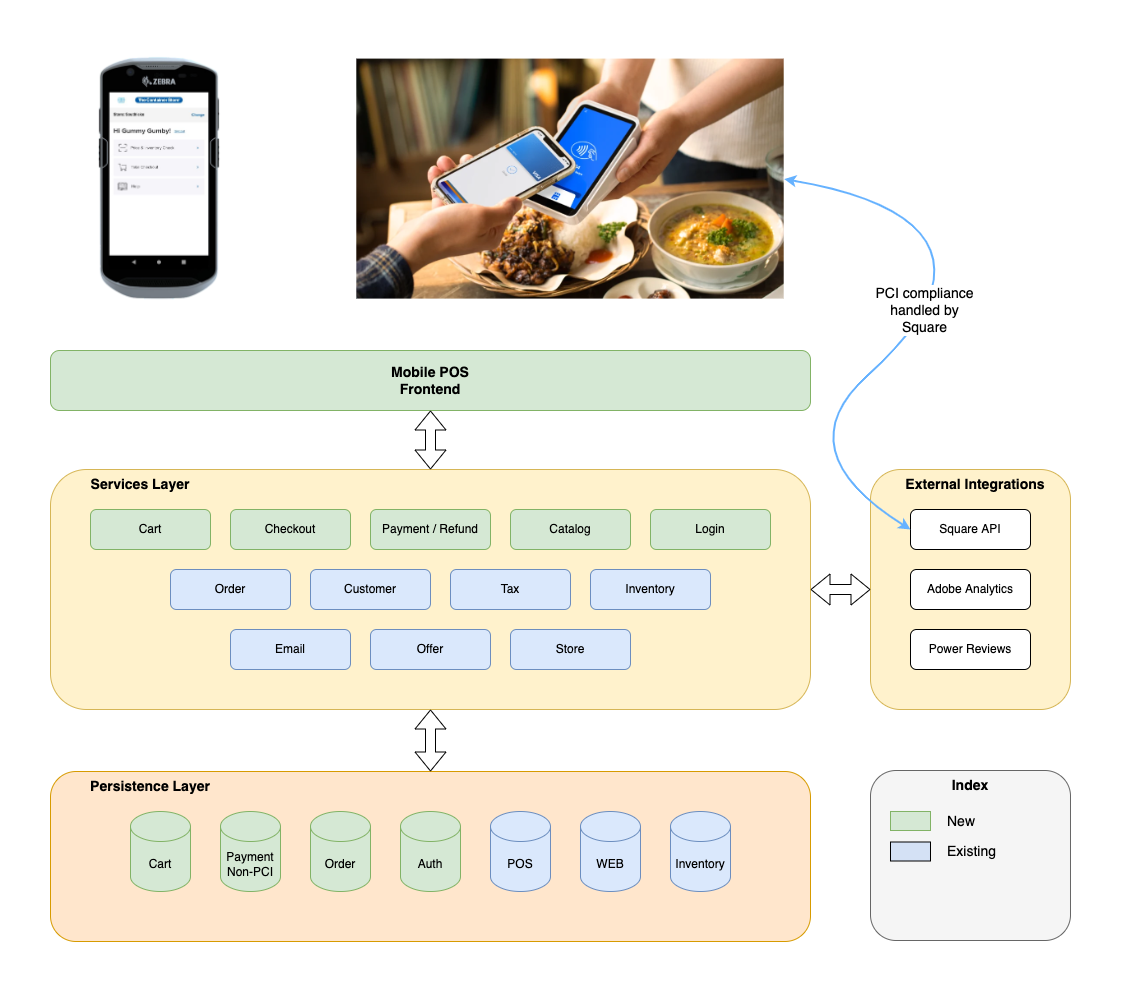 ZEBRA
The Container Store
Change
Hi Gummy Gumby!
PCI compliance
handled by
Square
Mobile POS
Frontend
Services Layer
Cart
Checkout
Payment / Refund
Catalog
Login
Order
Customer
Tax
Inventory
Email
Offer
Store
External Integrations
Square API
Adobe Analytics
Power Reviews
Persistence Layer
Cart
Payment
Non-PCI
Order
Auth
POS
WEB
Inventory
Index
New
Existing